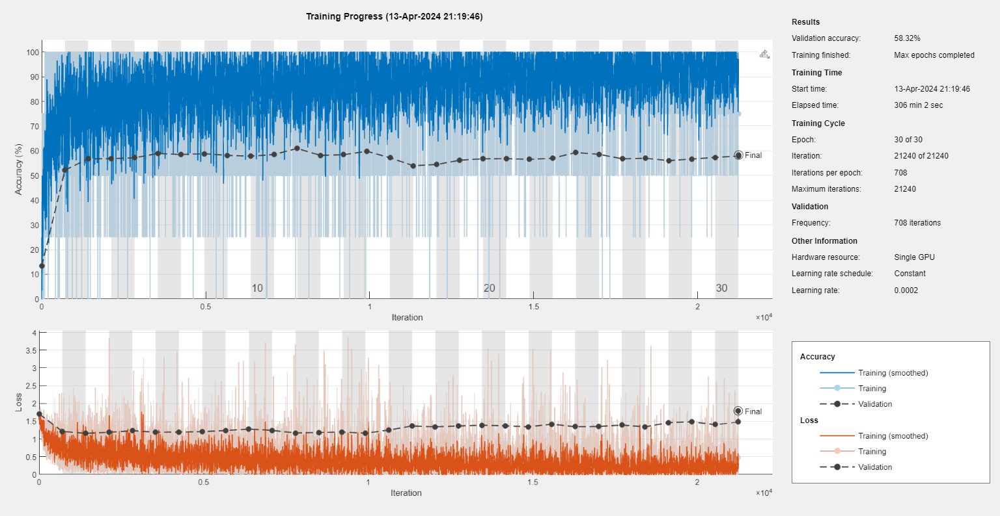 Training Progress (13-Apr-2024 21:19:46)
Accuracy (%)
100
90
80
70
60
50
40
30
20
10
0
10
20
30
Final
0
0.5
1
1.5
2
×10⁴
Iteration
Loss
4
3.5
3
2.5
2
1.5
1
0.5
0
Final
0
0.5
1
1.5
2
×10⁴
Iteration
Results
Validation accuracy: 58.32%
Training finished: Max epochs completed
Training Time
Start time: 13-Apr-2024 21:19:46
Elapsed time: 306 min 2 sec
Training Cycle
Epoch: 30 of 30
Iteration: 21240 of 21240
Iterations per epoch: 708
Maximum iterations: 21240
Validation
Frequency: 708 iterations
Other Information
Hardware resource: Single GPU
Learning rate schedule: Constant
Learning rate: 0.0002
Accuracy
Training (smoothed)
Training
Validation
Loss
Training (smoothed)
Training
Validation